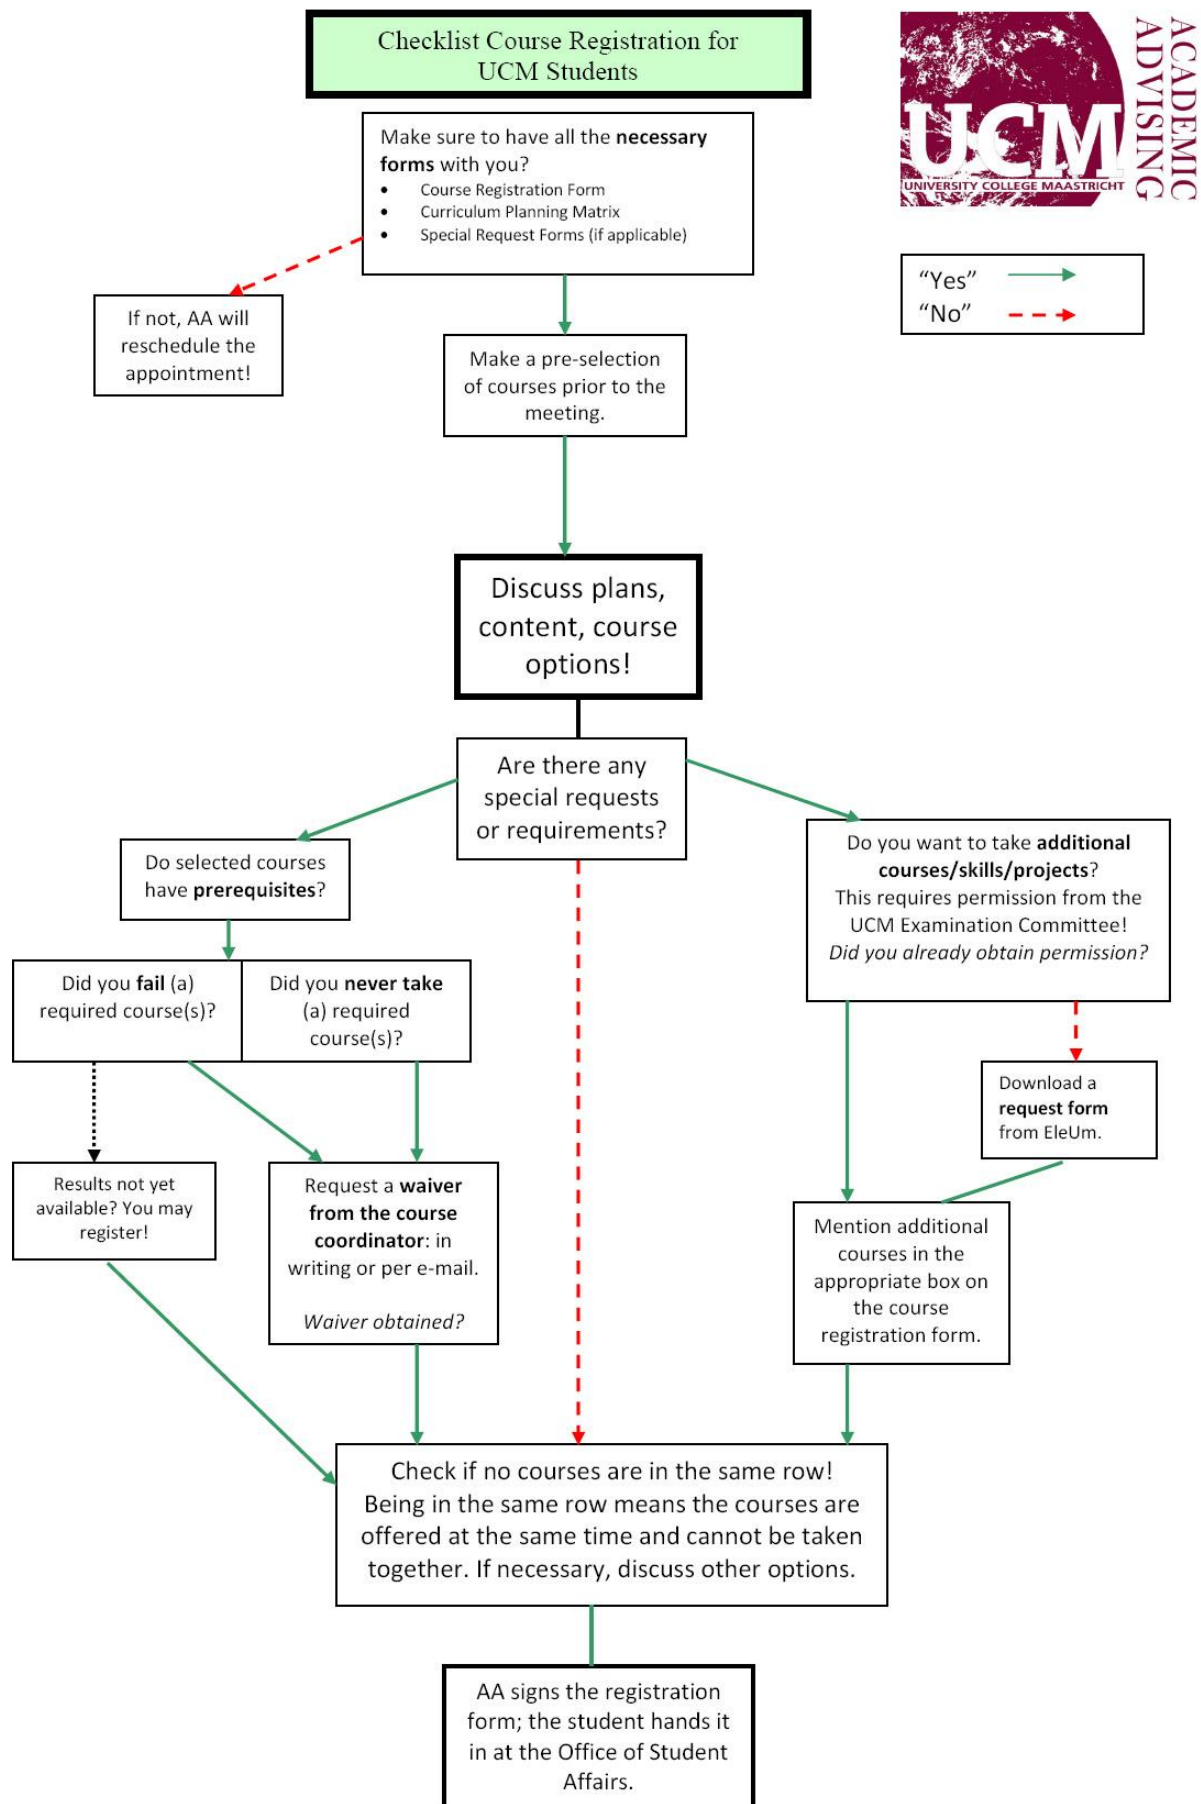 Checklist Course Registration for
UCM Students
ACADEMIC
ADVISING
UCM
UNIVERSITY COLLEGE MAASTRICHT
Make sure to have all the necessary
forms with you?
• Course Registration Form
• Curriculum Planning Matrix
• Special Request Forms (if applicable)
“Yes”
“No”
If not, AA will
reschedule the
appointment!
Make a pre-selection
of courses prior to the
meeting.
Discuss plans,
content, course
options!
Are there any
special requests
or requirements?
Do selected courses
have prerequisites?
Do you want to take additional
courses/skills/projects?
This requires permission from the
UCM Examination Committee!
Did you already obtain permission?
Did you fail (a)
required course(s)?
Did you never take
(a) required
course(s)?
Download a
request form
from EleUm.
Results not yet
available? You may
register!
Request a waiver
from the course
coordinator: in
writing or per e-mail.
Waiver obtained?
Mention additional
courses in the
appropriate box on
the course
registration form.
Check if no courses are in the same row!
Being in the same row means the courses are
offered at the same time and cannot be taken
together. If necessary, discuss other options.
AA signs the registration
form; the student hands it
in at the Office of Student
Affairs.